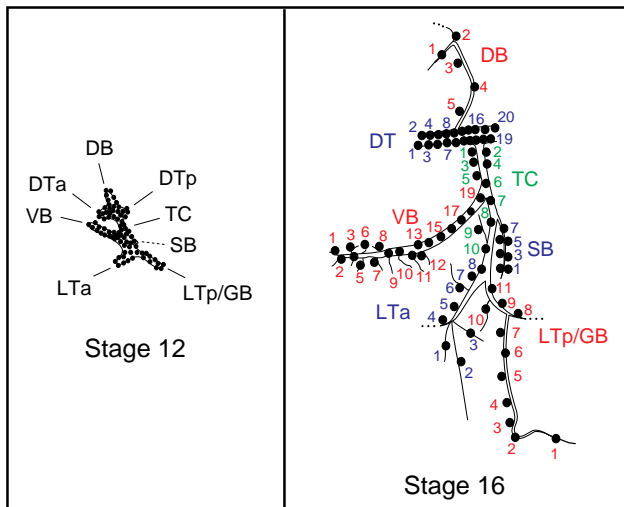 DB
DTa
DTp
VB
TC
SB
LTa
LTp/GB
Stage 12
2
1
DB
3
4
5
2 4 8 16 20
DT
1 3 7 19
1 2
3 4
TC
5 6
19 7
VB
17 8 7
15 9 5 SB
13 10 3
1 3 6 8 1
2 5 7 9 10 11 12
7 8
6 11
5 9
LTa 10 8
4 LTp/GB
3 7
1 6
2 5
4
3
2 1
Stage 16